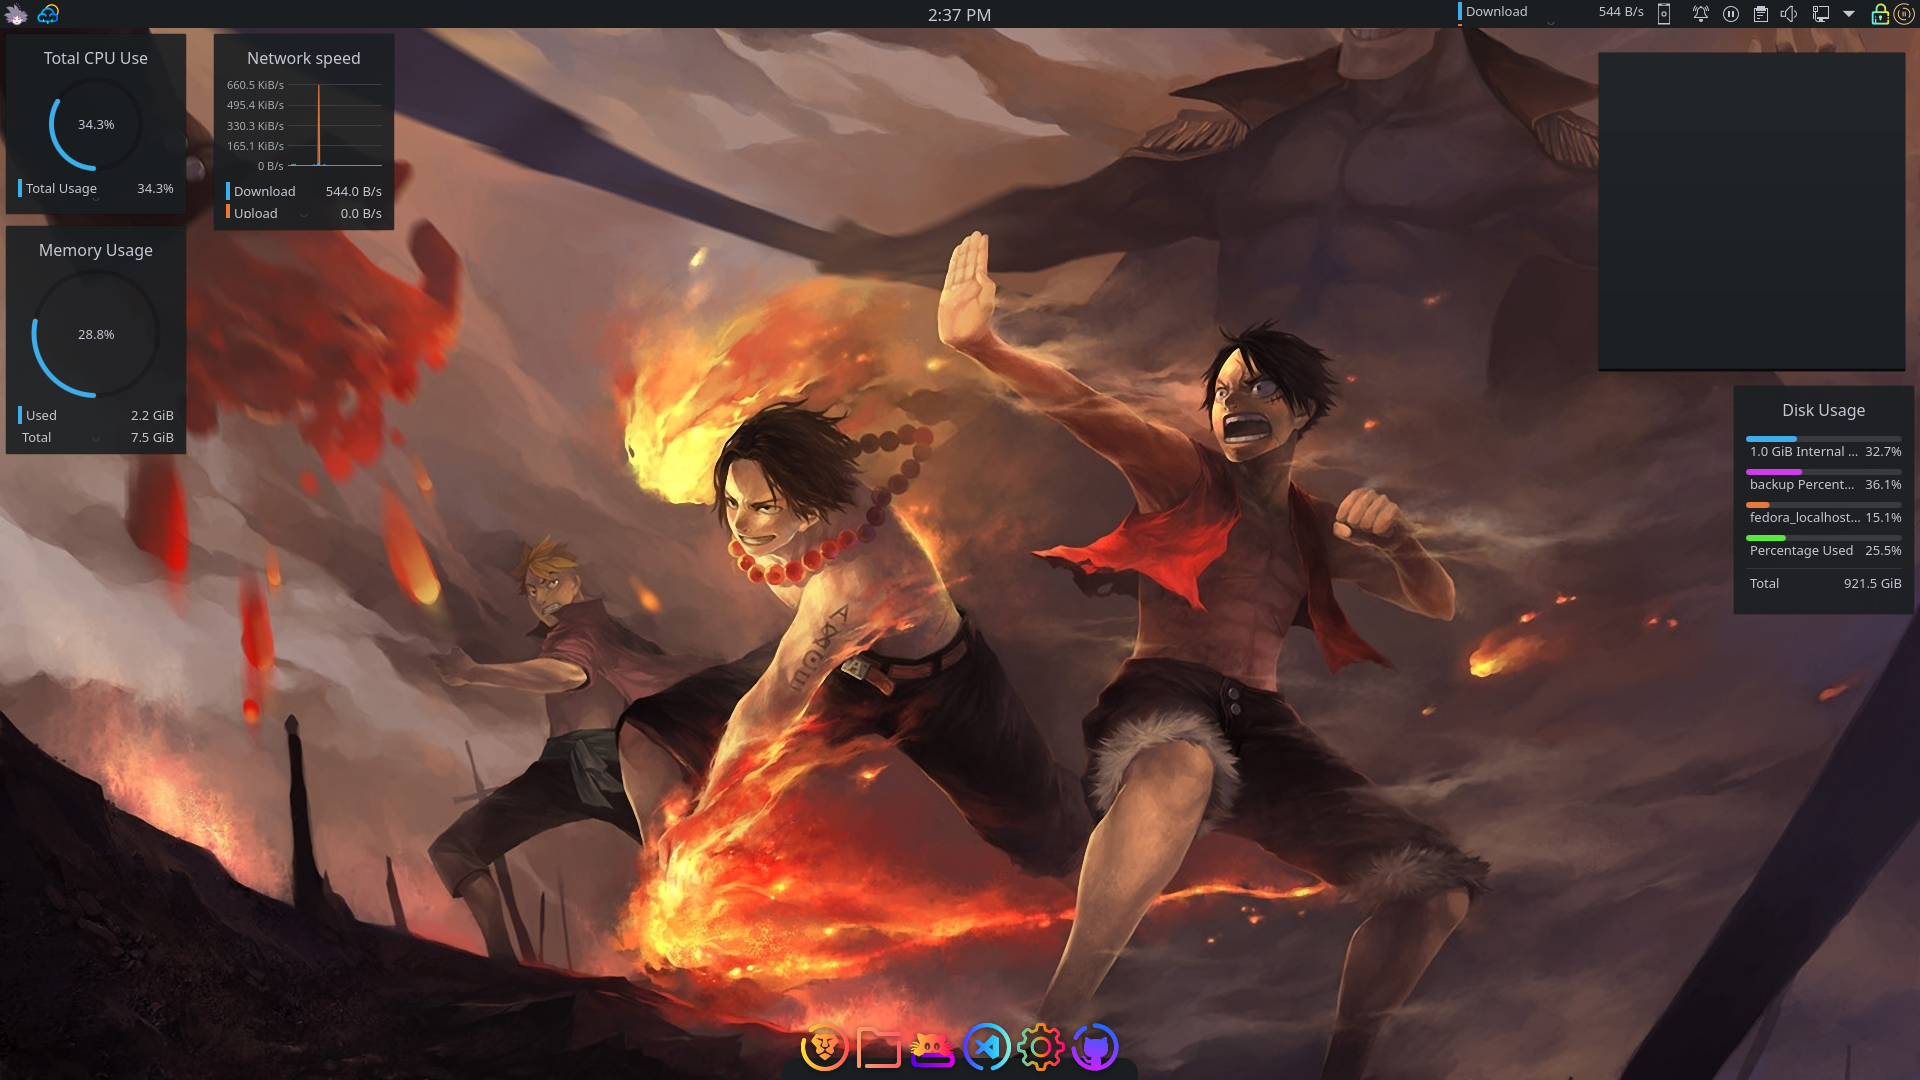 2:37 PM
Download 544 B/s
Total CPU Use
34.3%
Total Usage 34.3%
Network speed
660.5 KiB/s
495.4 KiB/s
330.3 KiB/s
165.1 KiB/s
0 B/s
Download 544.0 B/s
Upload 0.0 B/s
Memory Usage
28.8%
Used 2.2 GiB
Total 7.5 GiB
Disk Usage
1.0 GiB Internal ... 32.7%
backup Percent... 36.1%
fedora_localhost... 15.1%
Percentage Used 25.5%
Total 921.5 GiB